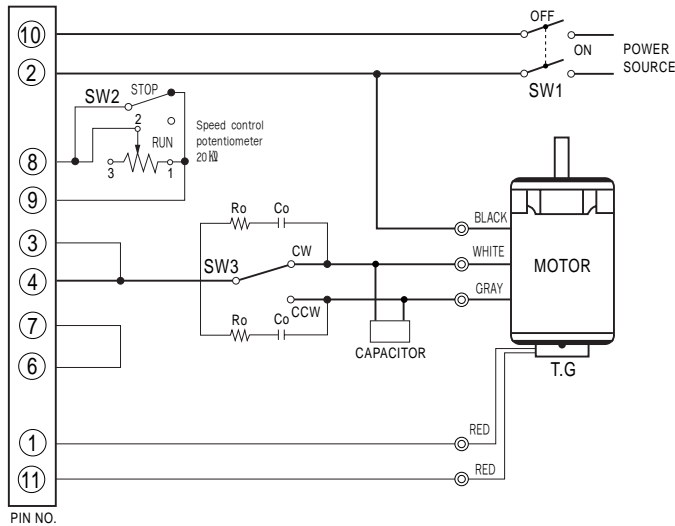 OFF
10
ON
POWER
SOURCE
2
SW1
STOP
SW2
2
Speed control
potentiometer
20㏀
RUN
8
3
1
9
Ro
Co
BLACK
3
CW
WHITE
SW3
MOTOR
4
GRAY
CCW
7
Ro
Co
CAPACITOR
6
T.G
RED
1
RED
11
PIN NO.